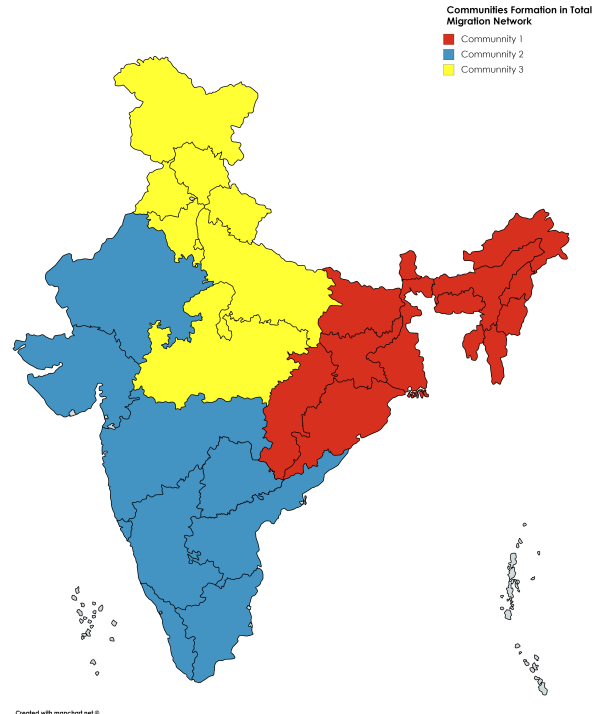 Communities Formation in Total
Migration Network
Communnity 1
Communnity 2
Communnity 3
Created with mapchart.net ©